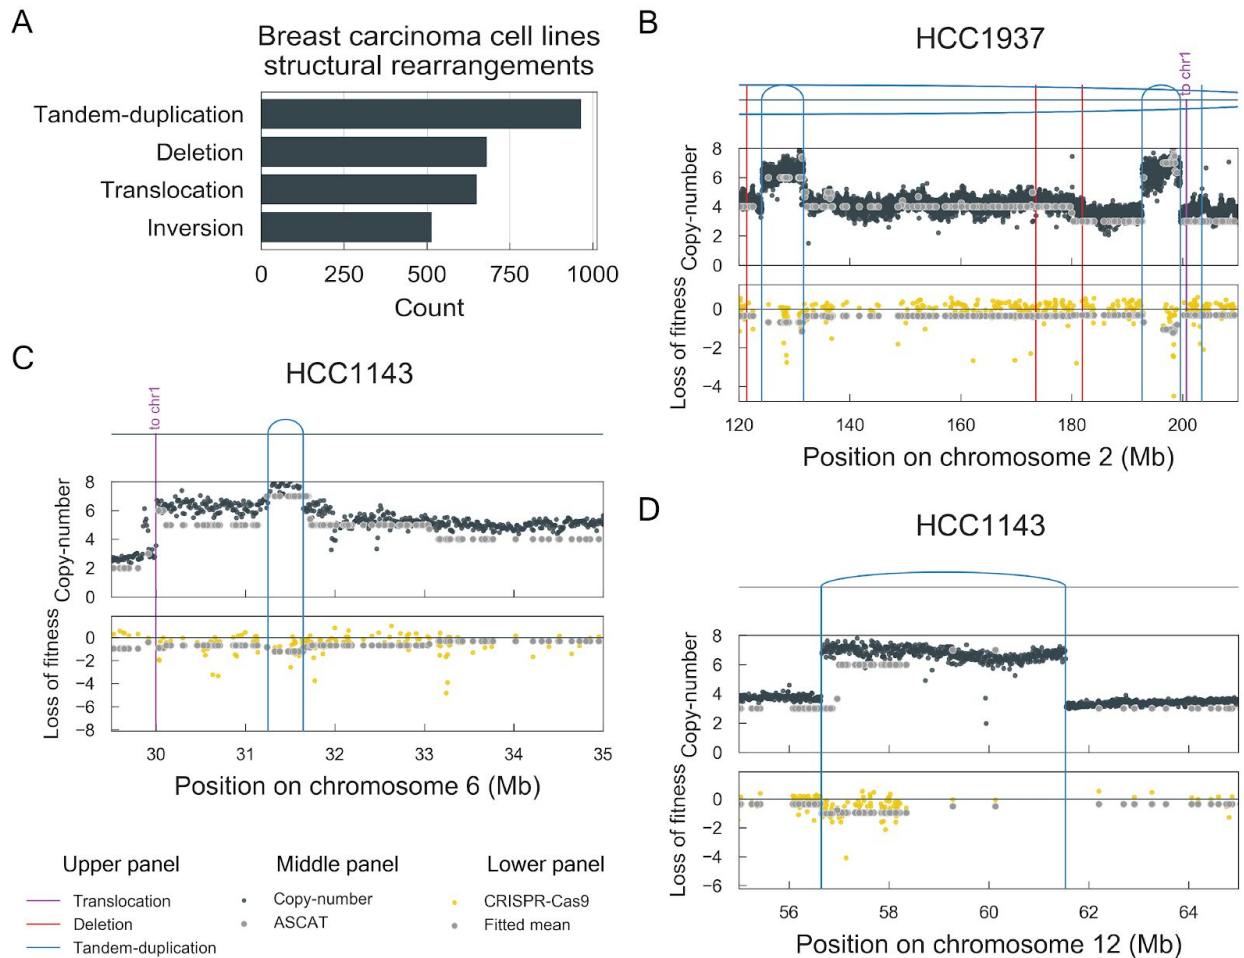 A
Breast carcinoma cell lines
structural rearrangements
Tandem-duplication
Deletion
Translocation
Inversion
0 250 500 750 1000
Count
B
HCC1937
to chr1
Copy-number
8
6
4
2
0
Loss of fitness
0
−2
−4
120 140 160 180 200
Position on chromosome 2 (Mb)
C
HCC1143
to chr1
Copy-number
8
6
4
2
0
Loss of fitness
0
−2
−4
−6
−8
30 31 32 33 34 35
Position on chromosome 6 (Mb)
D
HCC1143
Copy-number
8
6
4
2
0
Loss of fitness
0
−2
−4
−6
56 58 60 62 64
Position on chromosome 12 (Mb)
Upper panel
Translocation
Deletion
Tandem-duplication
Middle panel
Copy-number
ASCAT
Lower panel
CRISPR-Cas9
Fitted mean